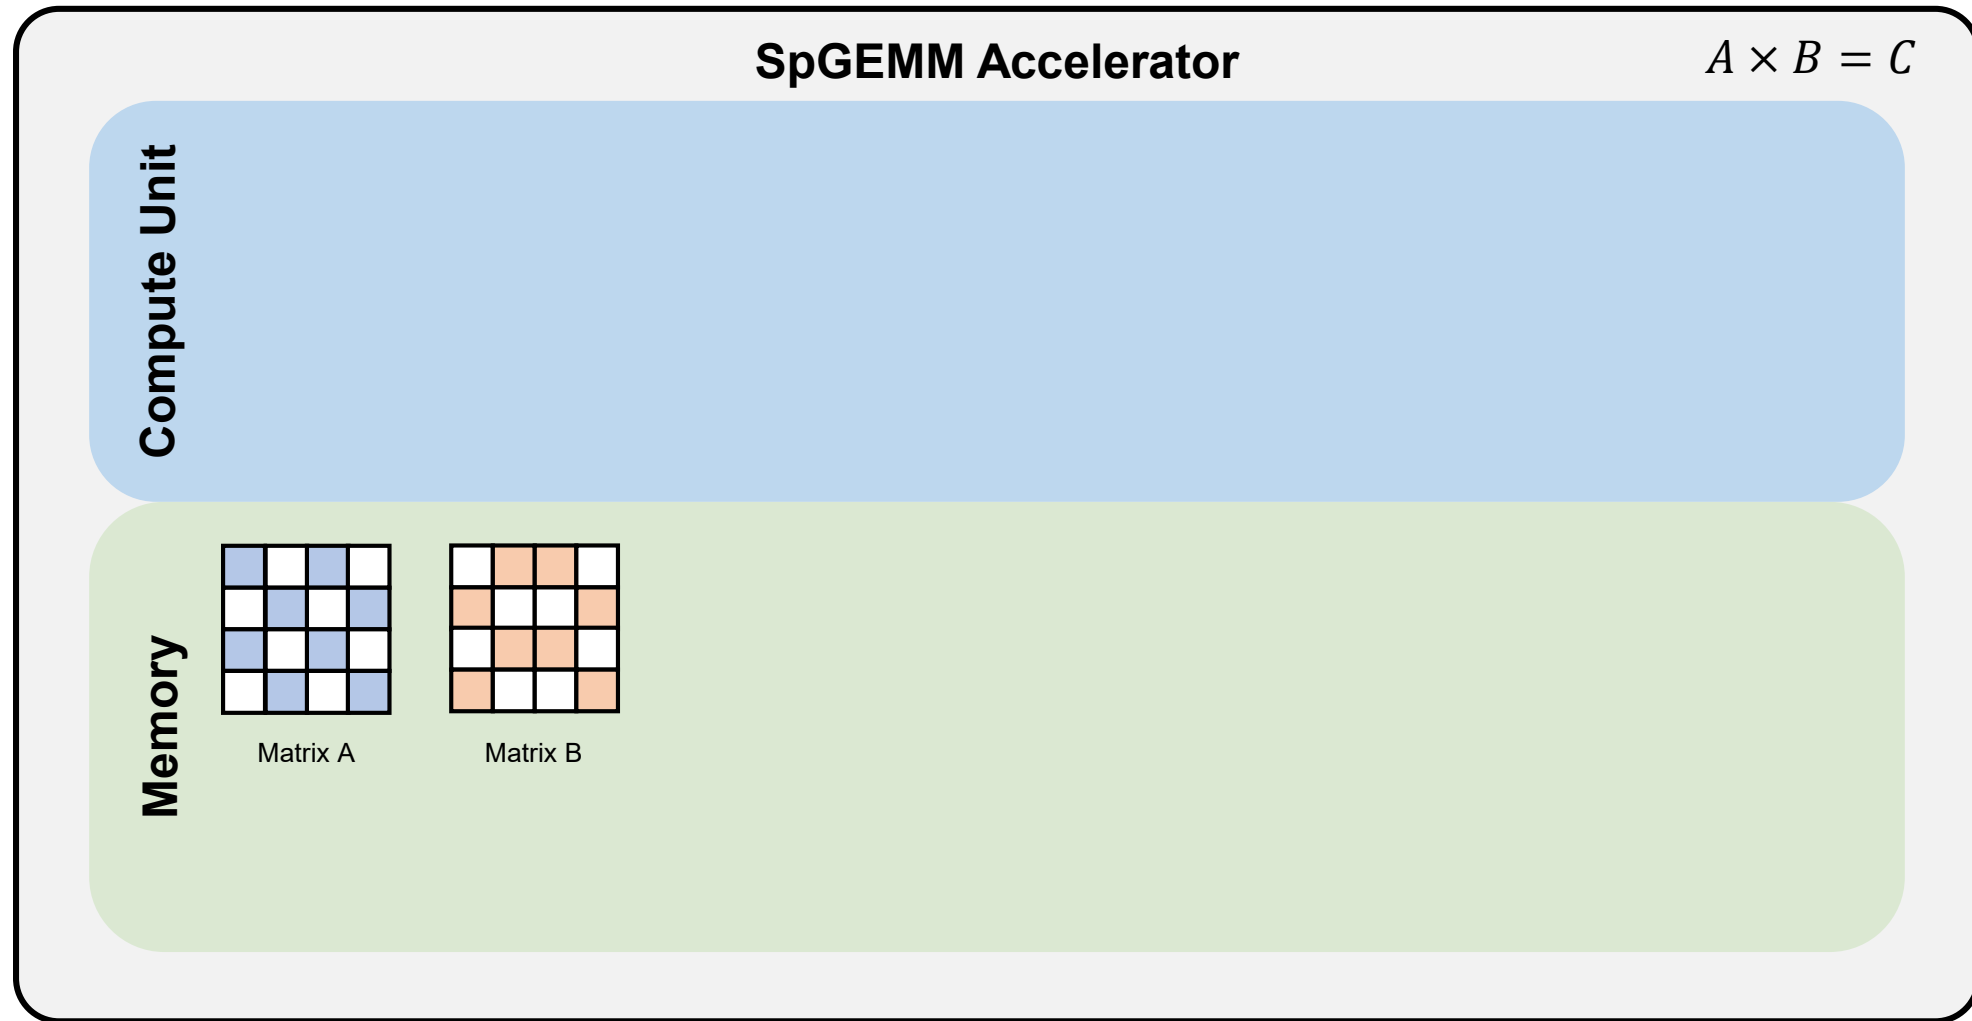 SpGEMM Accelerator
A × B = C
Compute Unit
Memory
Matrix A
Matrix B